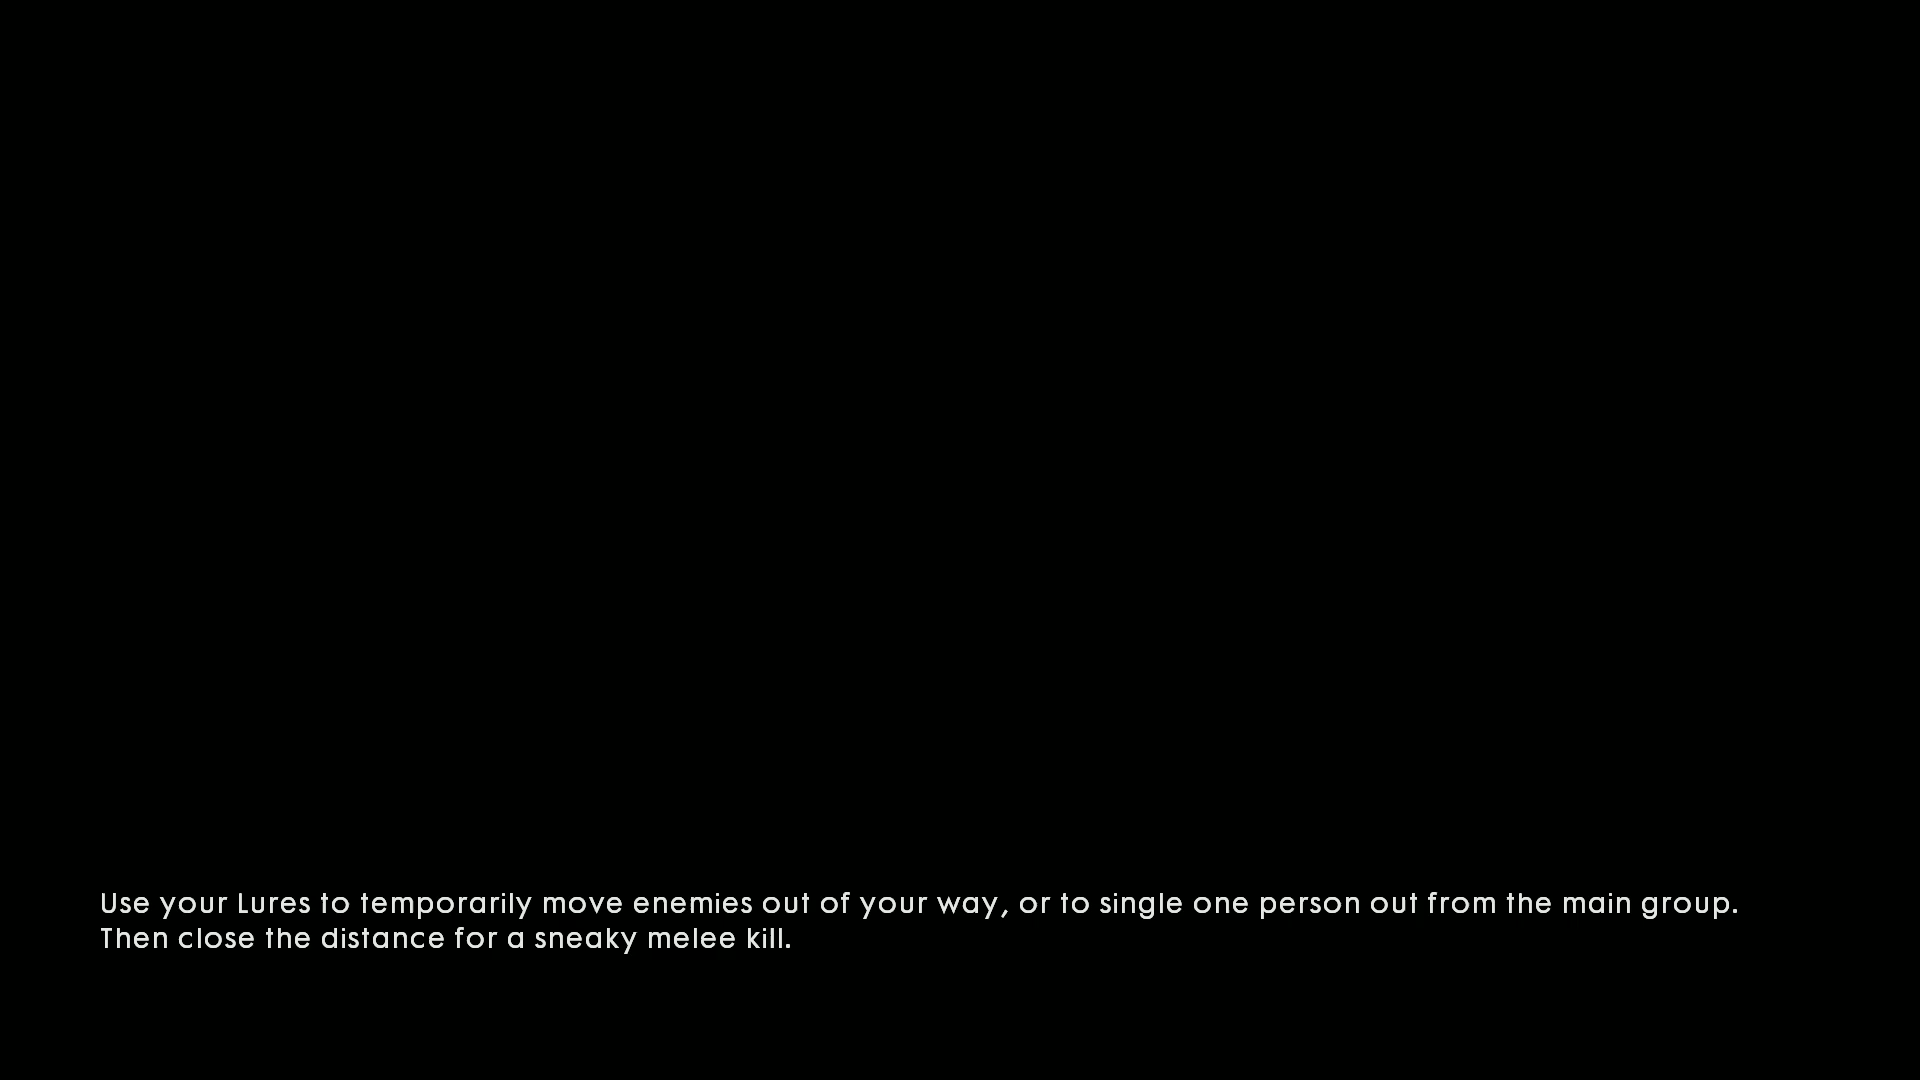 Use your Lures to temporarily move enemies out of your way, or to single one person out from the main group.
Then close the distance for a sneaky melee kill.